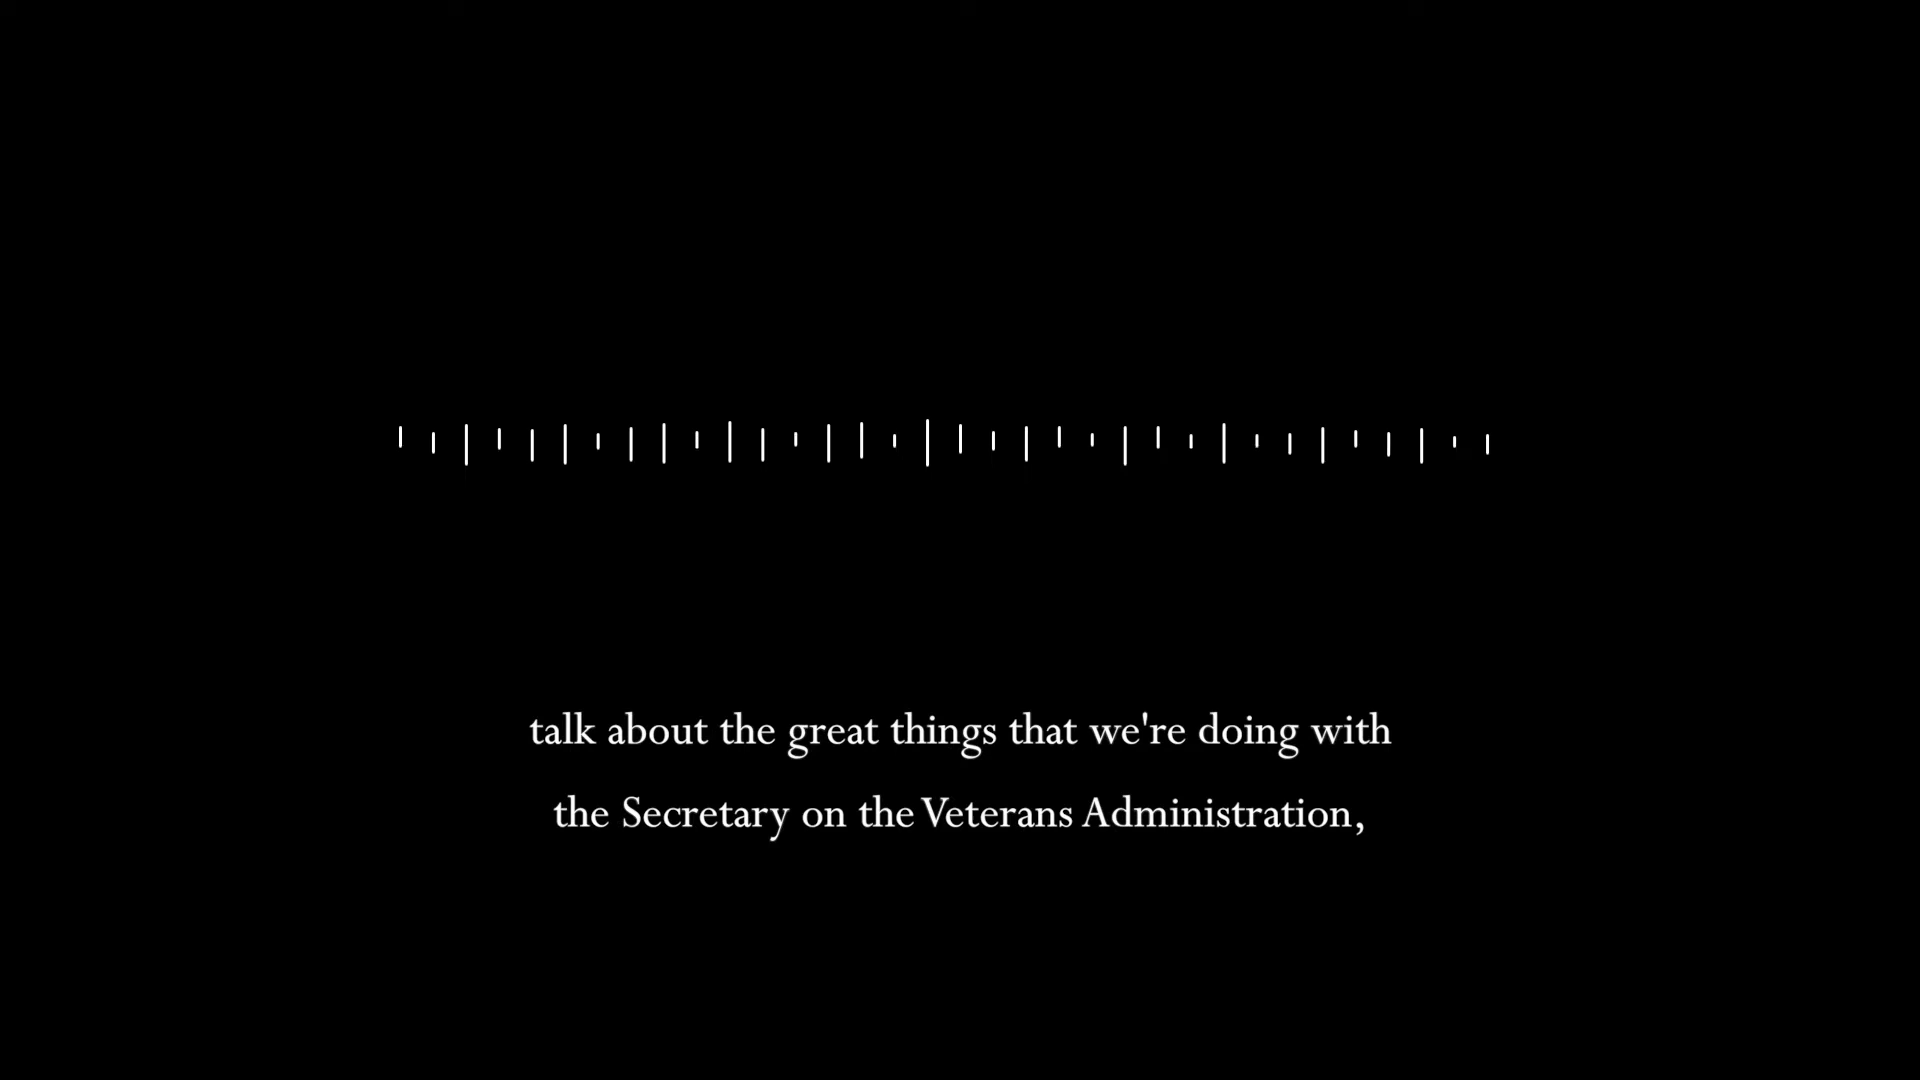 talk about the great things that we're doing with
the Secretary on the Veterans Administration,